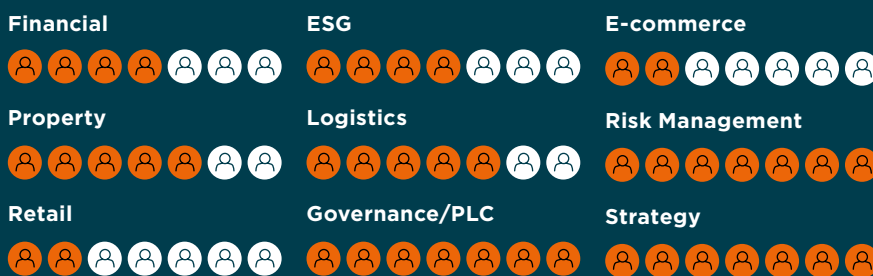 Financial
ESG
E-commerce
Property
Logistics
Risk Management
Retail
Governance/PLC
Strategy